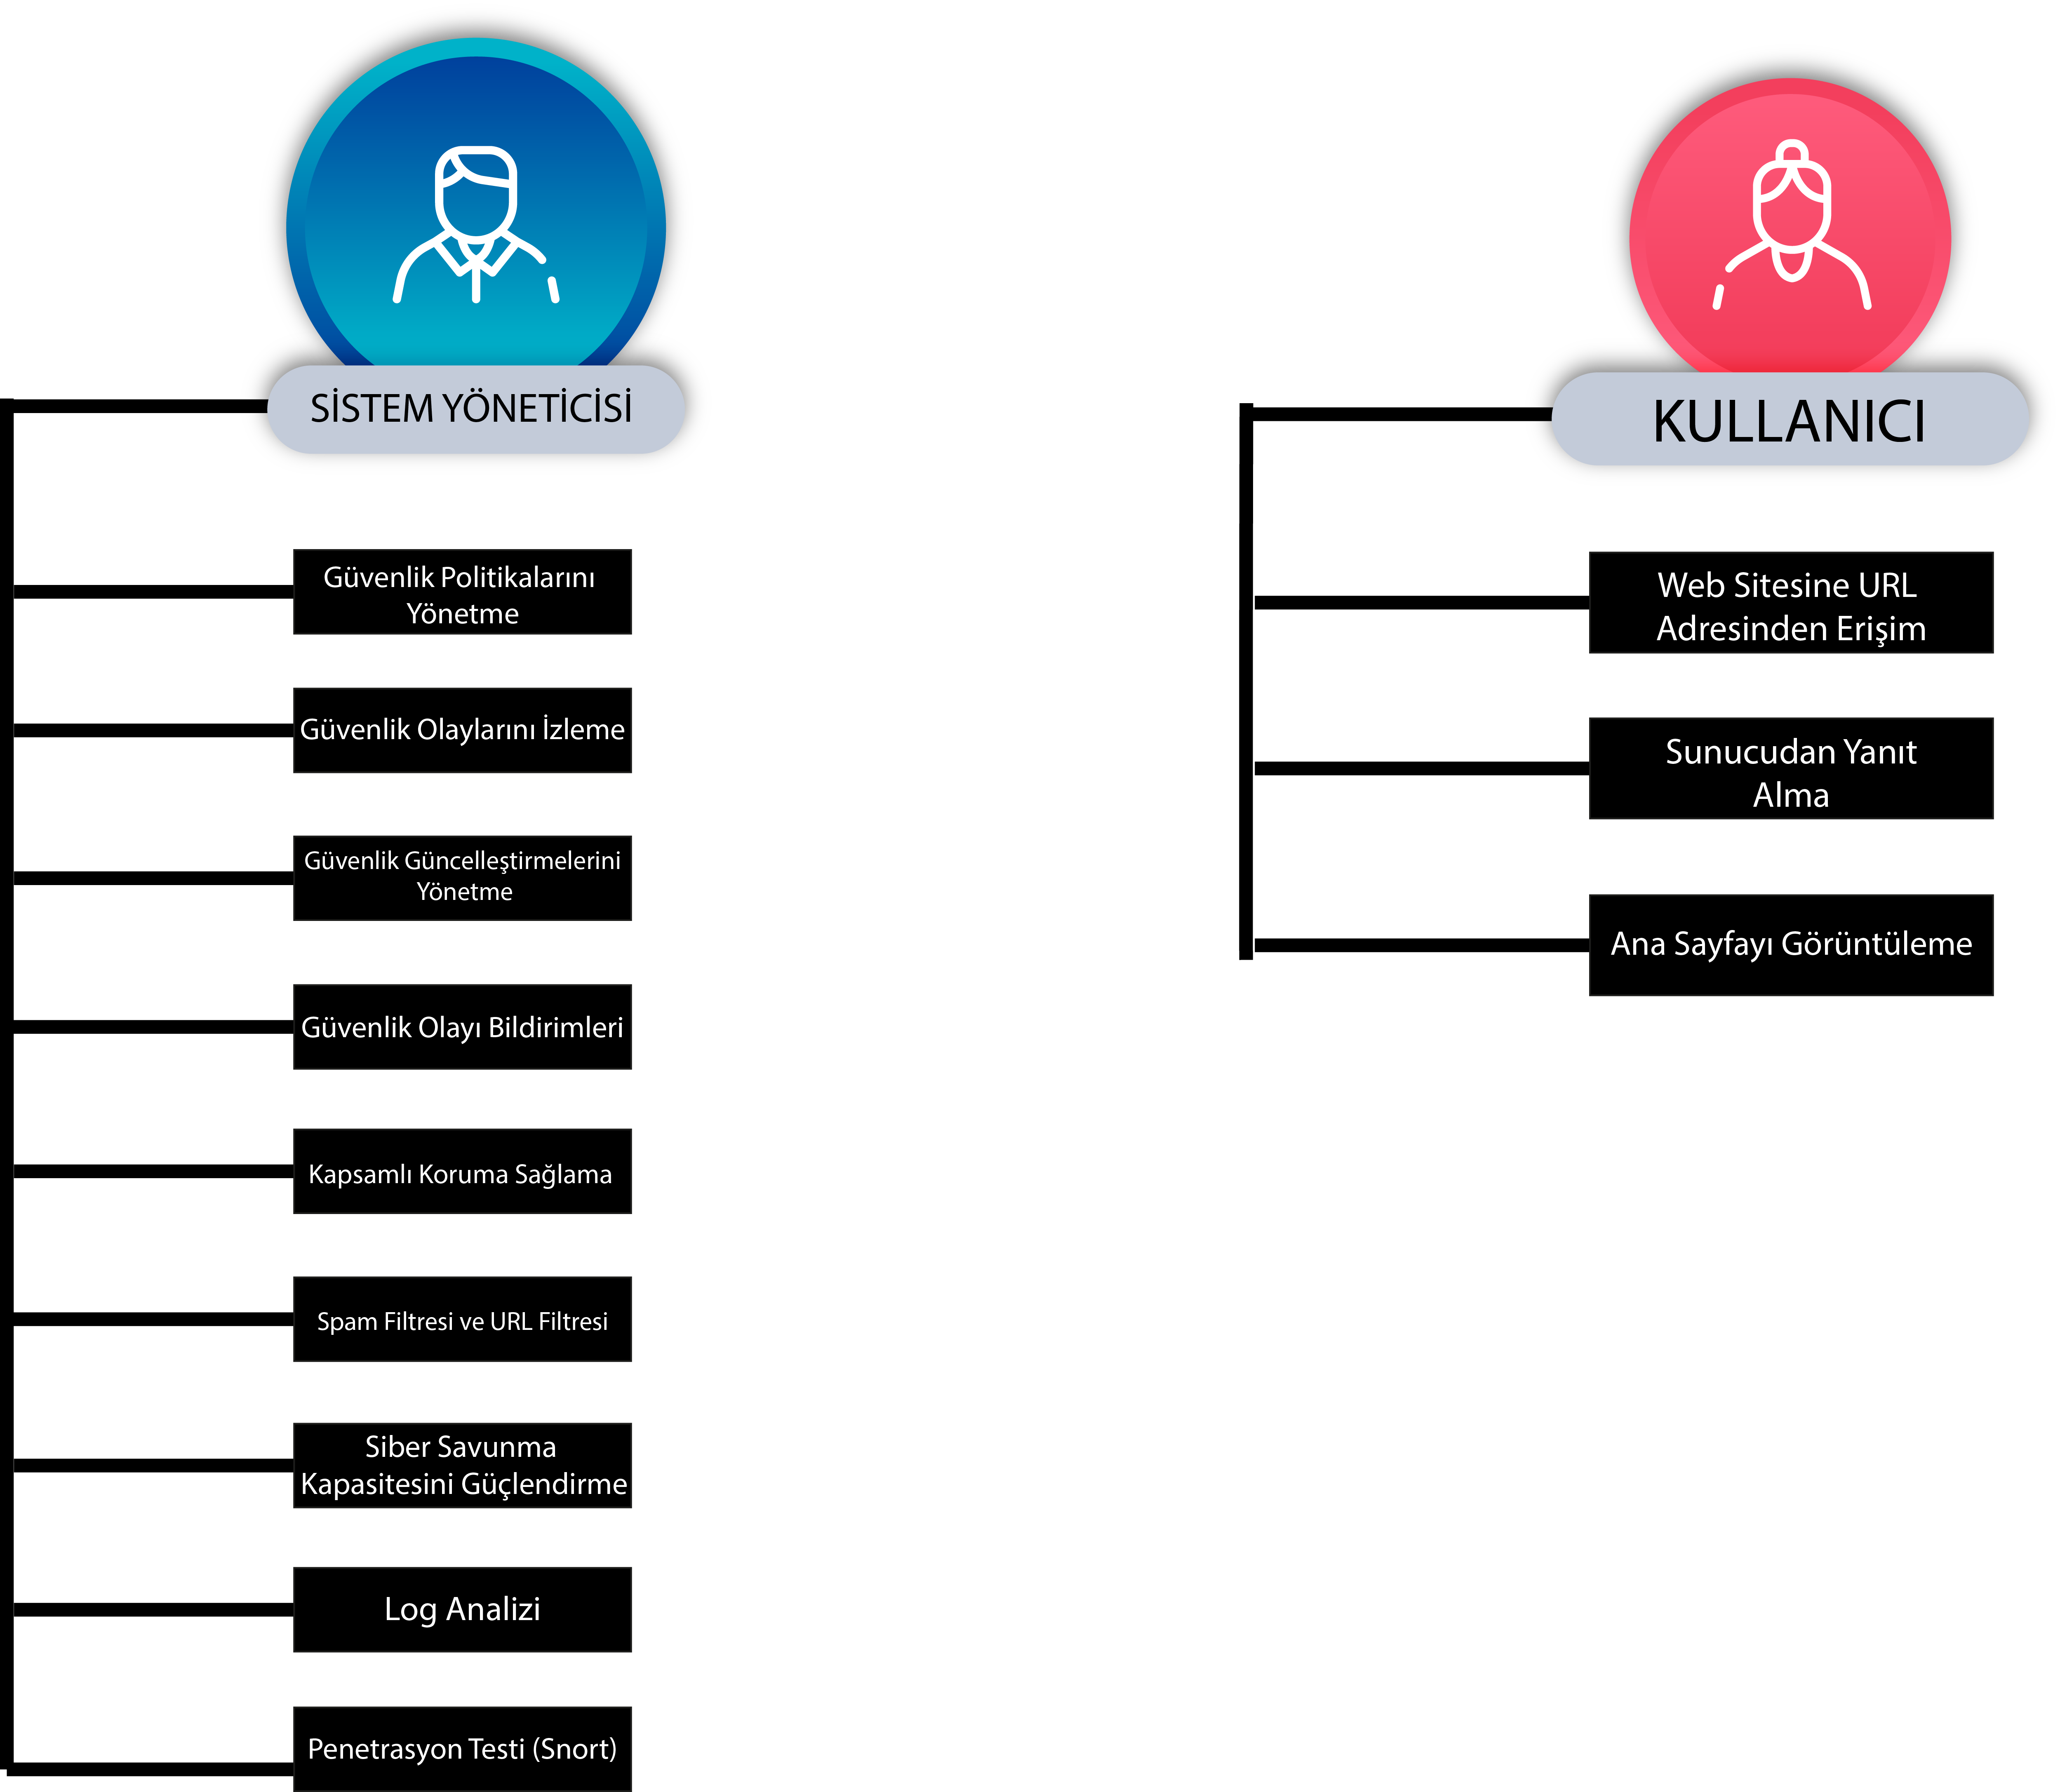 SİSTEM YÖNETİCİSİ
Güvenlik Politikalarını
Yönetme
Güvenlik Olaylarını İzleme
Güvenlik Güncelleştirmelerini
Yönetme
Güvenlik Olayı Bildirimleri
Kapsamlı Koruma Sağlama
Spam Filtresi ve URL Filtresi
Siber Savunma
Kapasitesini Güçlendirme
Log Analizi
Penetrasyon Testi (Snort)
KULLANICI
Web Sitesine URL
Adresinden Erişim
Sunucudan Yanıt
Alma
Ana Sayfayı Görüntüleme